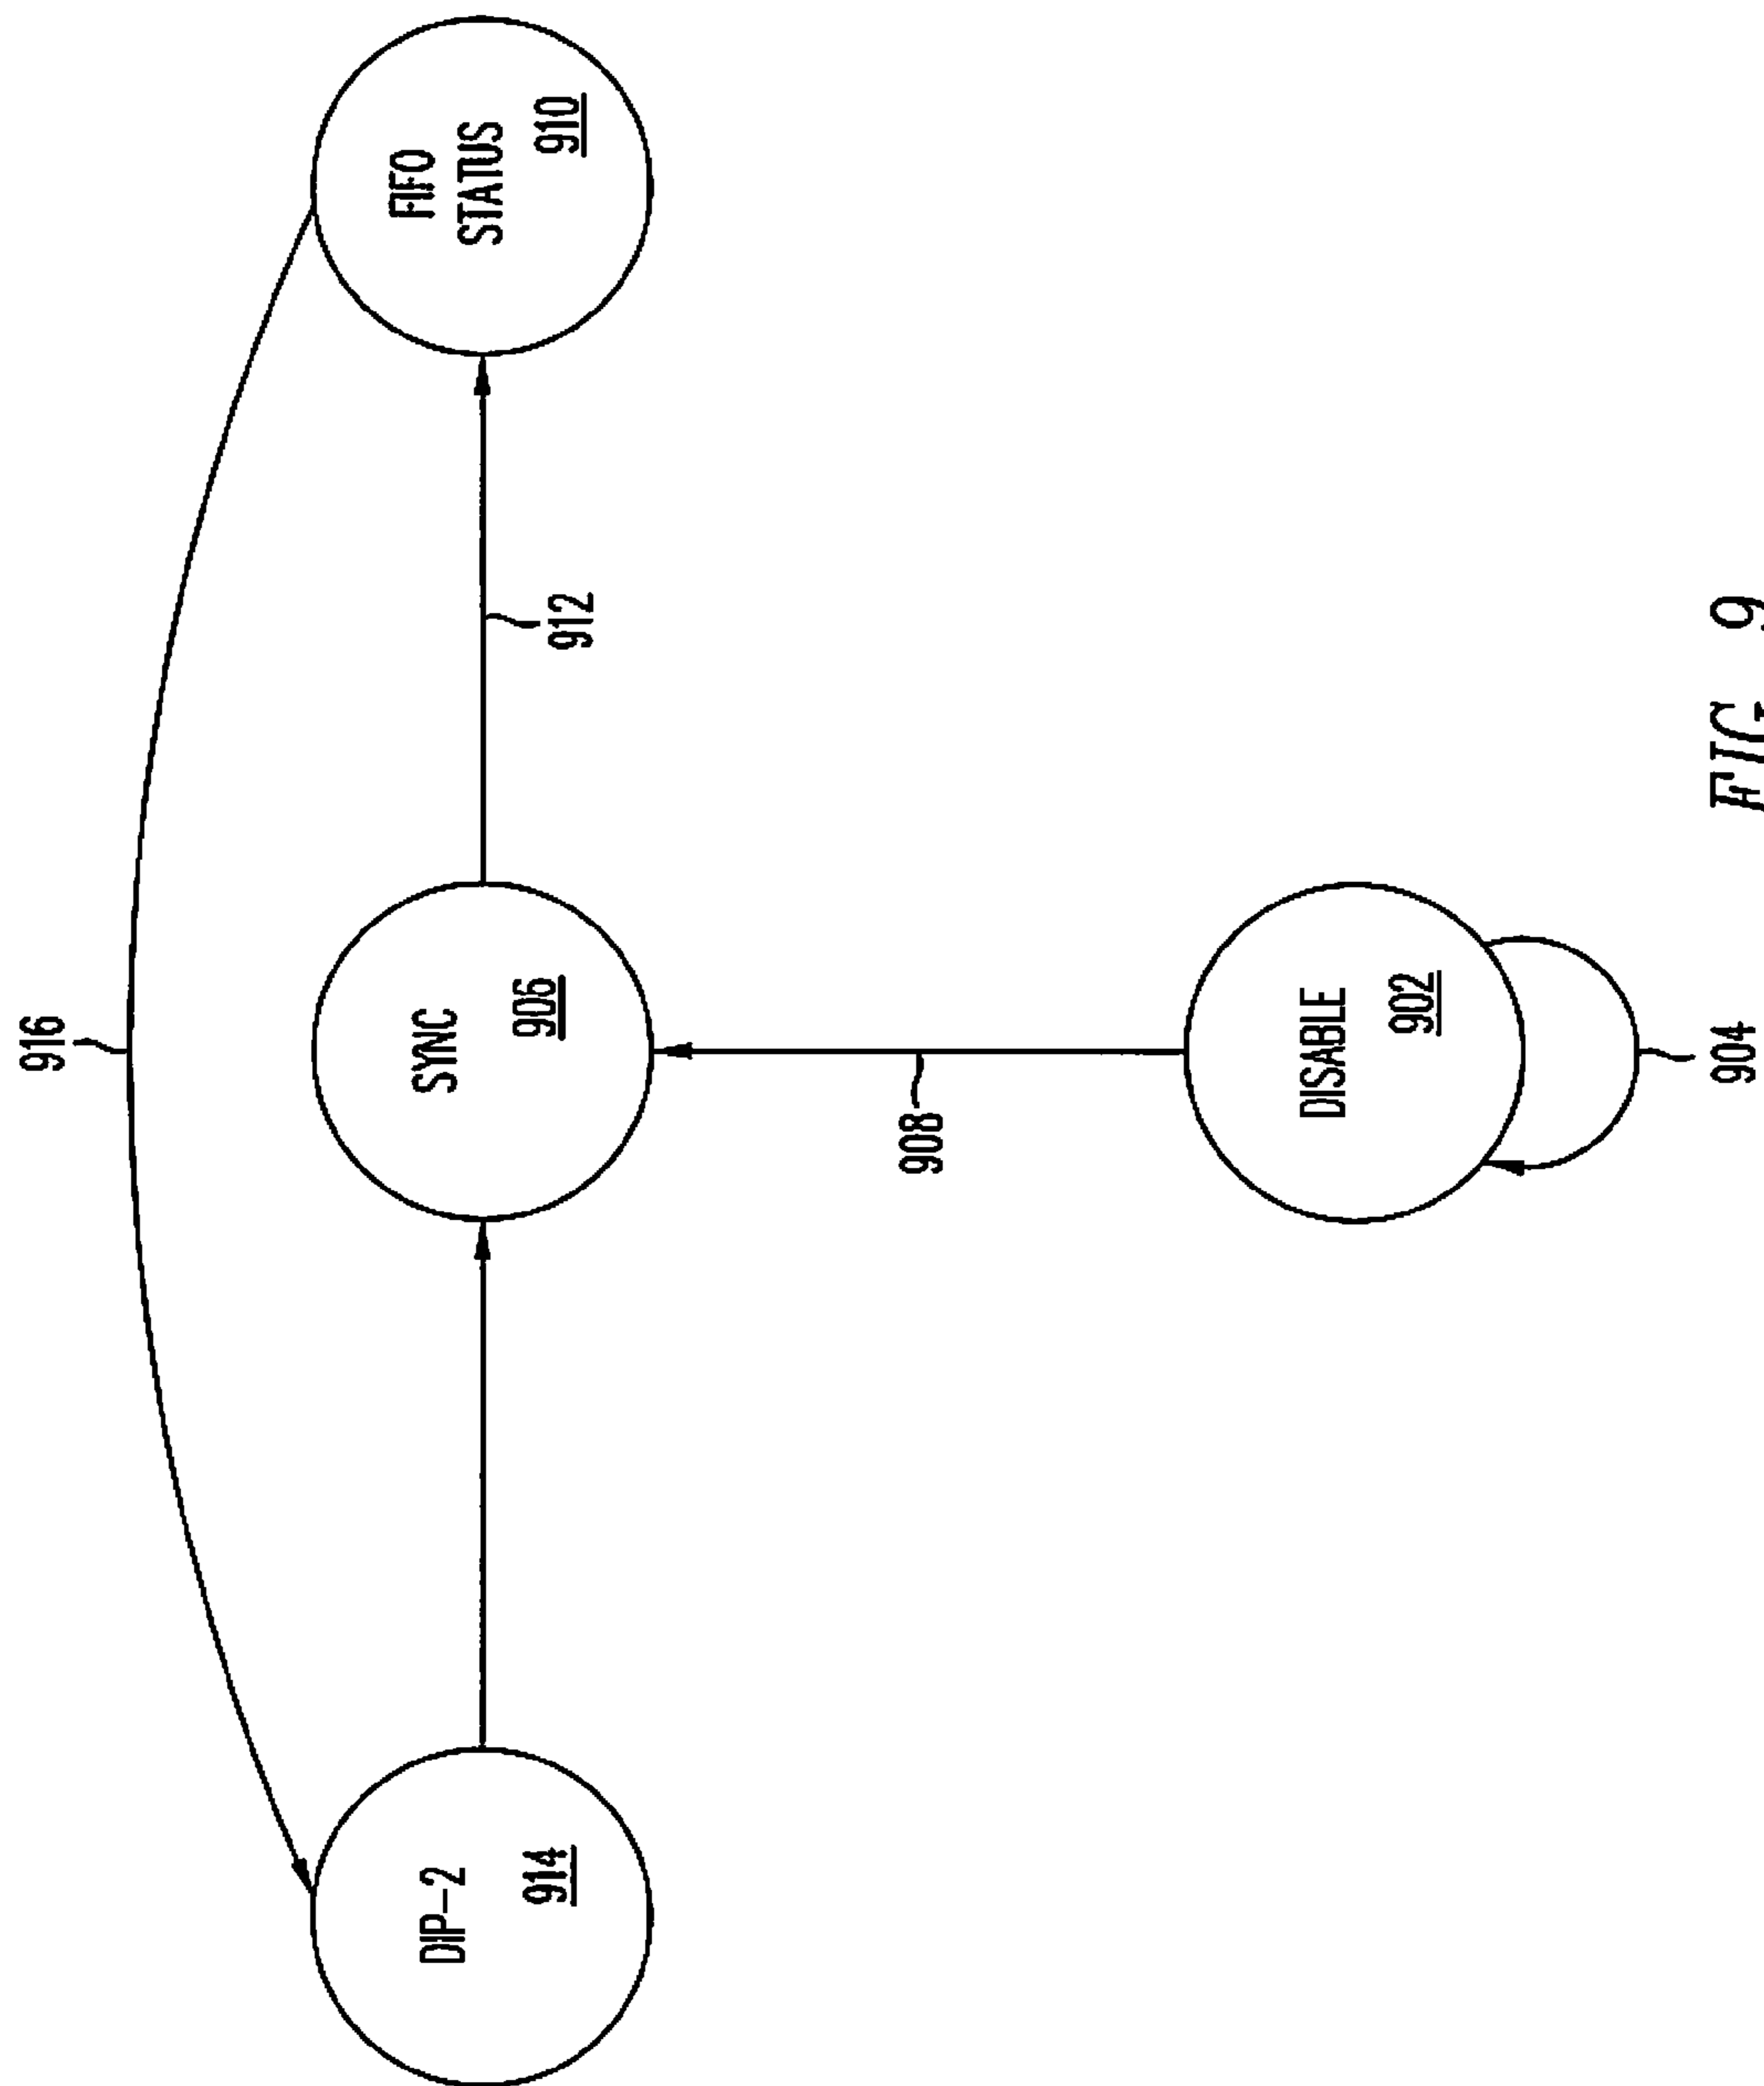 916
DIP-2
914
SYNC
906
FIFO
STATUS
910
912
908
DISABLE
902
904
FIG. 9